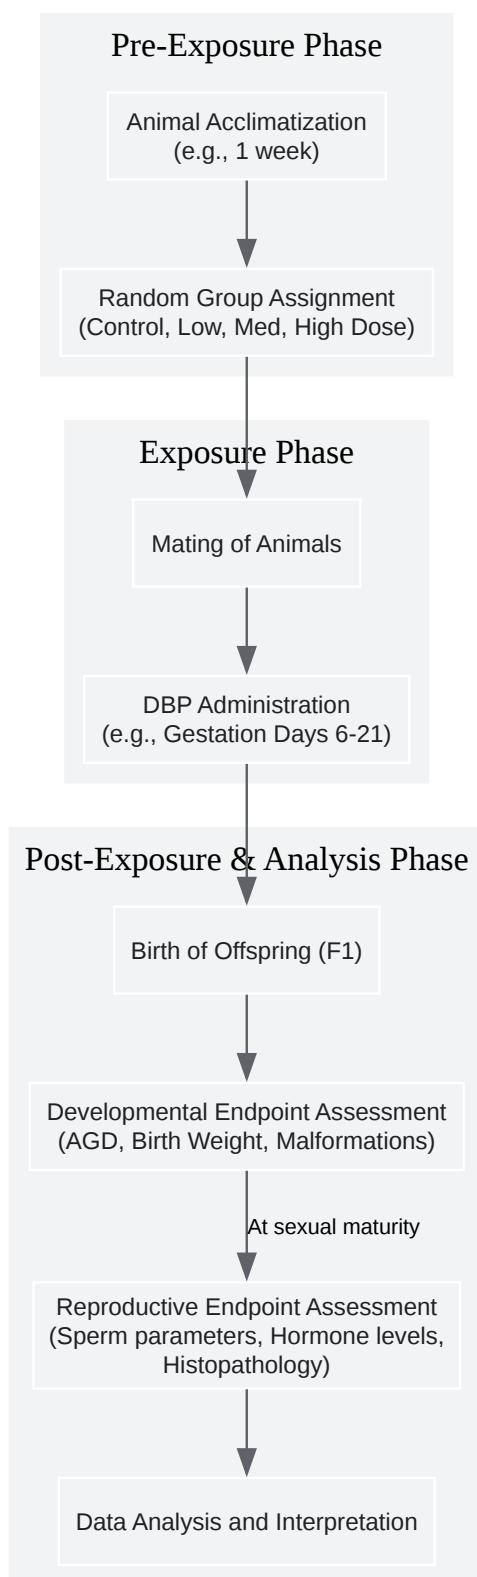 Pre-Exposure Phase
Animal Acclimatization
(e.g., 1 week)
Random Group Assignment
(Control, Low, Med, High Dose)
Exposure Phase
Mating of Animals
DBP Administration
(e.g., Gestation Days 6-21)
Post-Exposure & Analysis Phase
Birth of Offspring (F1)
Developmental Endpoint Assessment
(AGD, Birth Weight, Malformations)
At sexual maturity
Reproductive Endpoint Assessment
(Sperm parameters, Hormone levels,
Histopathology)
Data Analysis and Interpretation